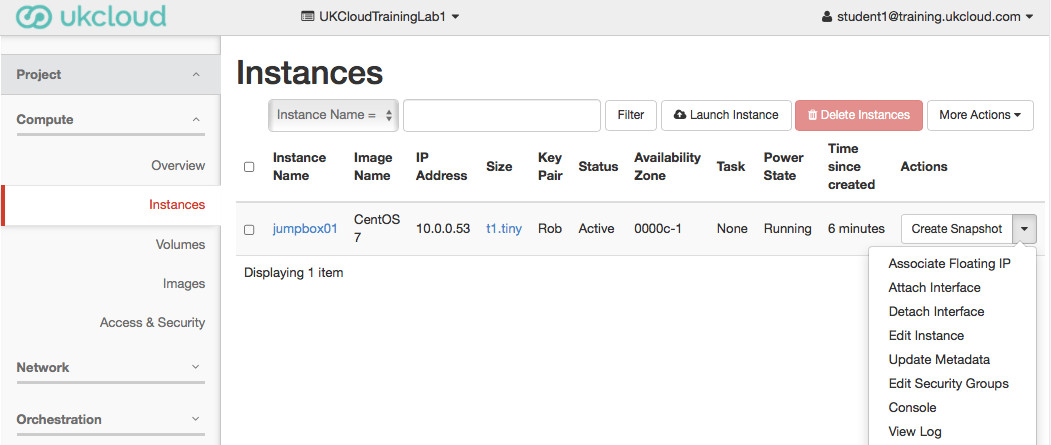 ukcloud
UKCloudTrainingLab1
student1@training.ukcloud.com
Project
Compute
Overview
Instances
Volumes
Images
Access & Security
Network
Orchestration
Instances
Instance Name =
Filter
Launch Instance
Delete Instances
More Actions
Instance
Name
Image
Name
IP
Address
Size
Key
Pair
Status
Availability
Zone
Task
Power
State
Time
since
created
Actions
jumpbox01
CentOS
7
10.0.0.53
t1.tiny
Rob
Active
0000c-1
None
Running
6 minutes
Create Snapshot
Displaying 1 item
Associate Floating IP
Attach Interface
Detach Interface
Edit Instance
Update Metadata
Edit Security Groups
Console
View Log